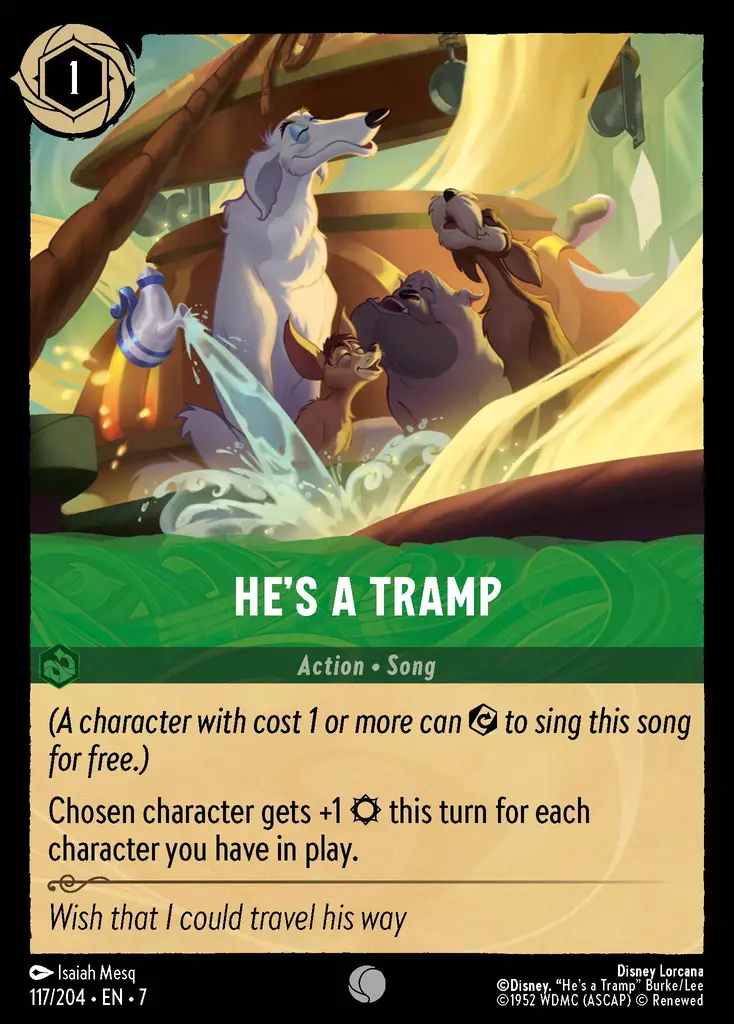 1
HE'S A TRAMP
Action • Song
(A character with cost 1 or more can to sing this song
for free.)
Chosen character gets +1 this turn for each
character you have in play.
Wish that I could travel his way
Isaiah Mesq
117/204 • EN • 7
Disney Lorcana
©Disney. “He's a Tramp” Burke/Lee
©1952 WDMC (ASCAP) © Renewed